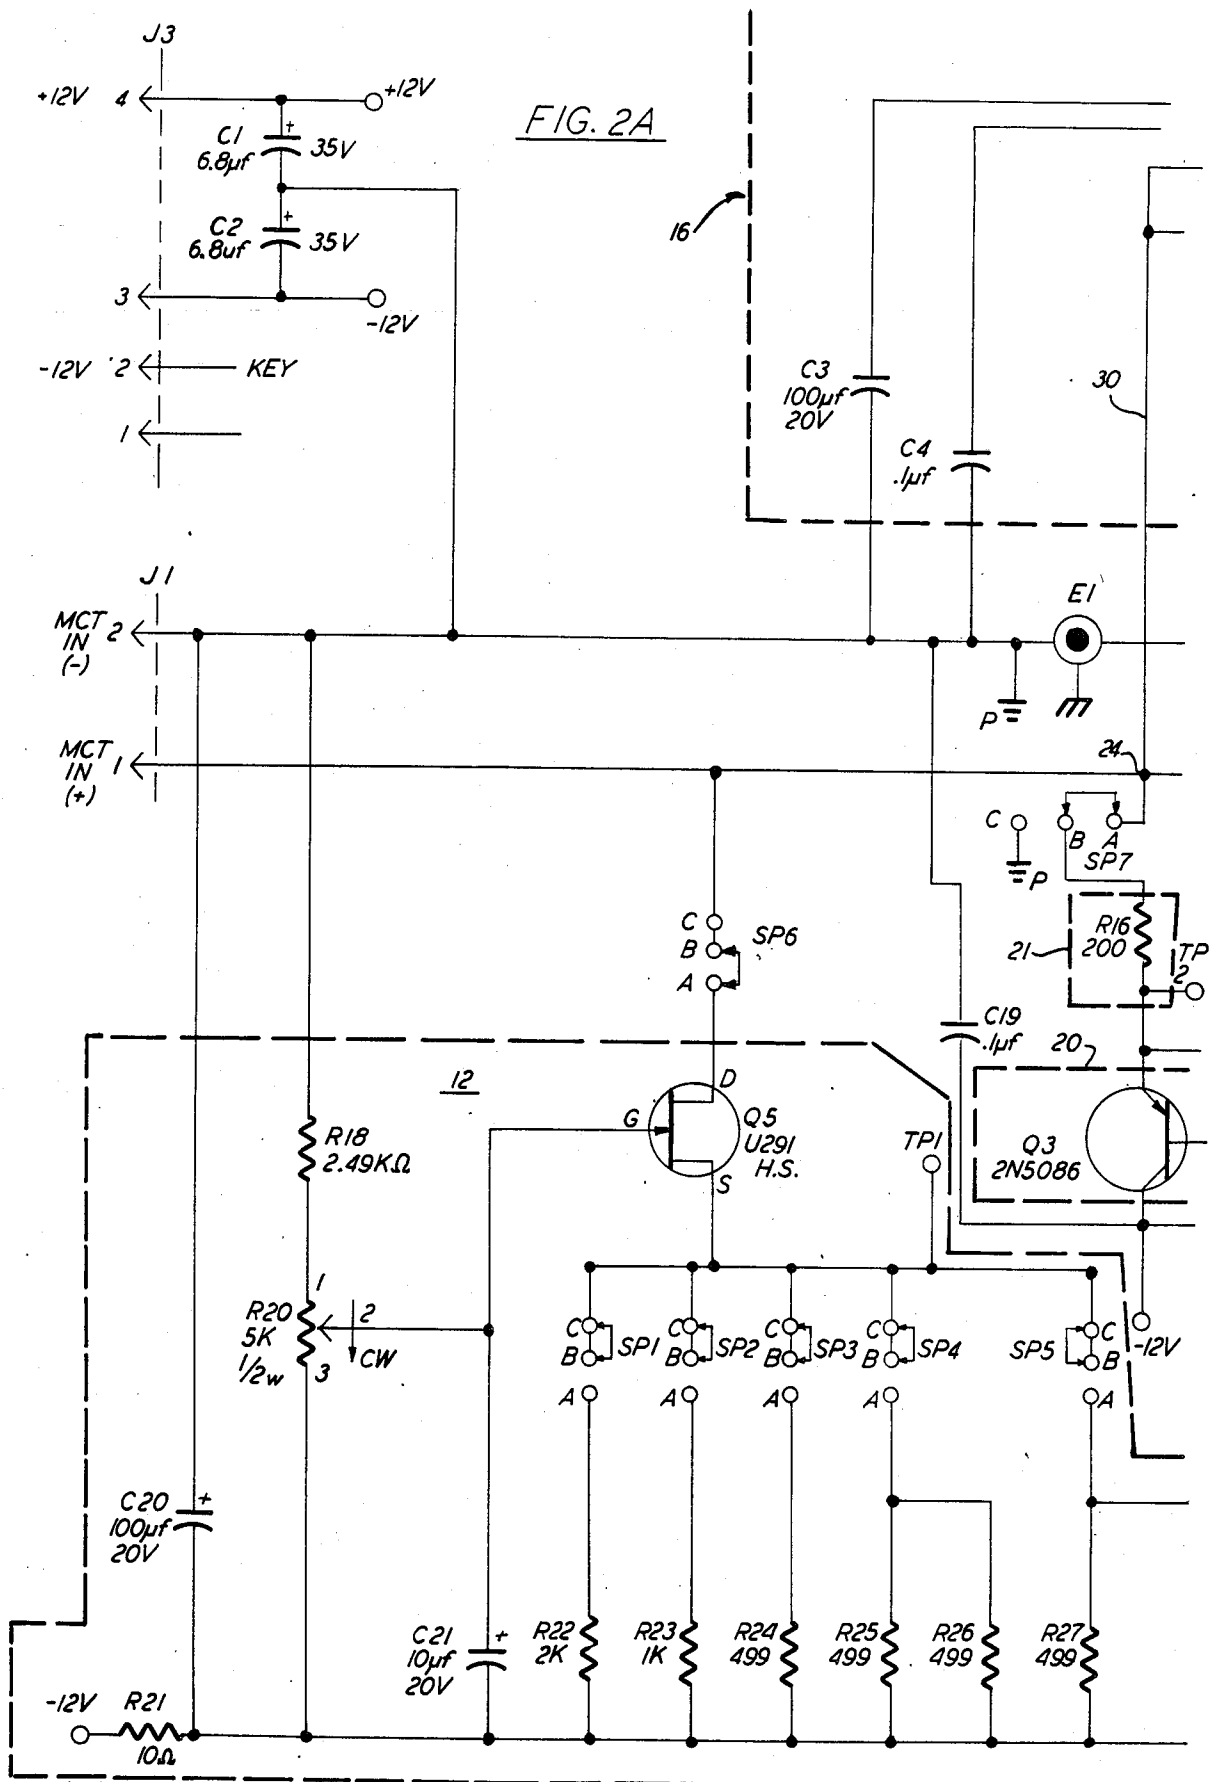 J3
+12V 4
+12V
FIG. 2A
C1
6.8µf
+
35V
C2
6.8uf
+
35V
3
-12V
-12V 2
KEY
1
16
C3
100µf
20V
C4
.1µf
30
J1
MCT
IN
(-)
2
E1
P
MCT
IN
(+)
1
24
C
B
A
SP7
P
C
B
A
SP6
21
R16
200
TP
2
C19
.1µf
20
12
G
D
S
Q5
U291
H.S.
TP1
Q3
2N5086
R18
2.49KΩ
1
R20
5K
1/2w
2
CW
3
C
B
SP1
A
C
B
SP2
A
C
B
SP3
A
C
B
SP4
A
SP5
C
B
A
-12V
C20
100µf
20V
+
C21
10µf
20V
+
R22
2K
R23
1K
R24
499
R25
499
R26
499
R27
499
-12V
R21
10Ω